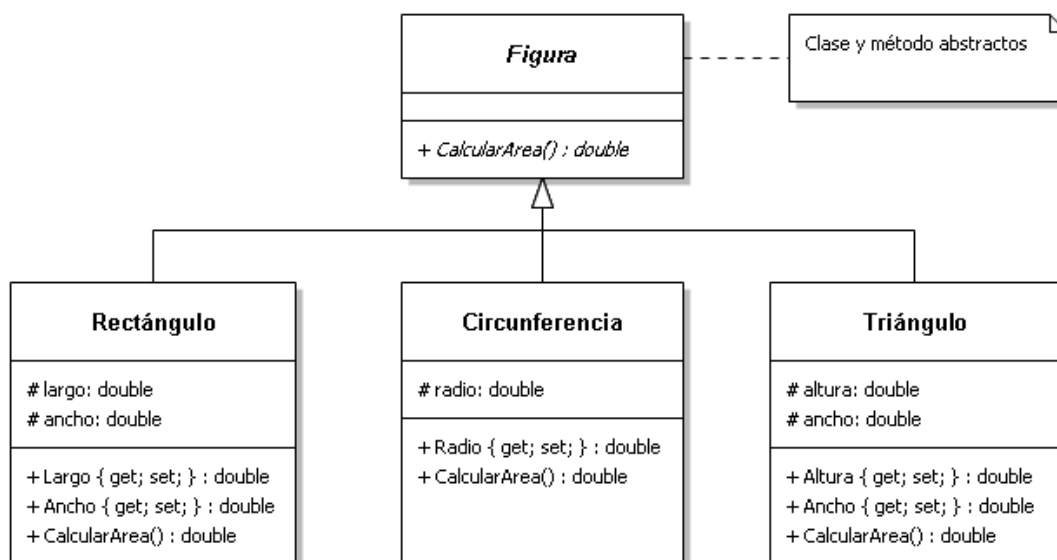 Figura
Clase y método abstractos
+ CalcularArea() : double
Rectángulo
# largo: double
# ancho: double
+ Largo { get; set; } : double
+ Ancho { get; set; } : double
+ CalcularArea() : double
Circunferencia
# radio: double
+ Radio { get; set; } : double
+ CalcularArea() : double
Triángulo
# altura: double
# ancho: double
+ Altura { get; set; } : double
+ Ancho { get; set; } : double
+ CalcularArea() : double